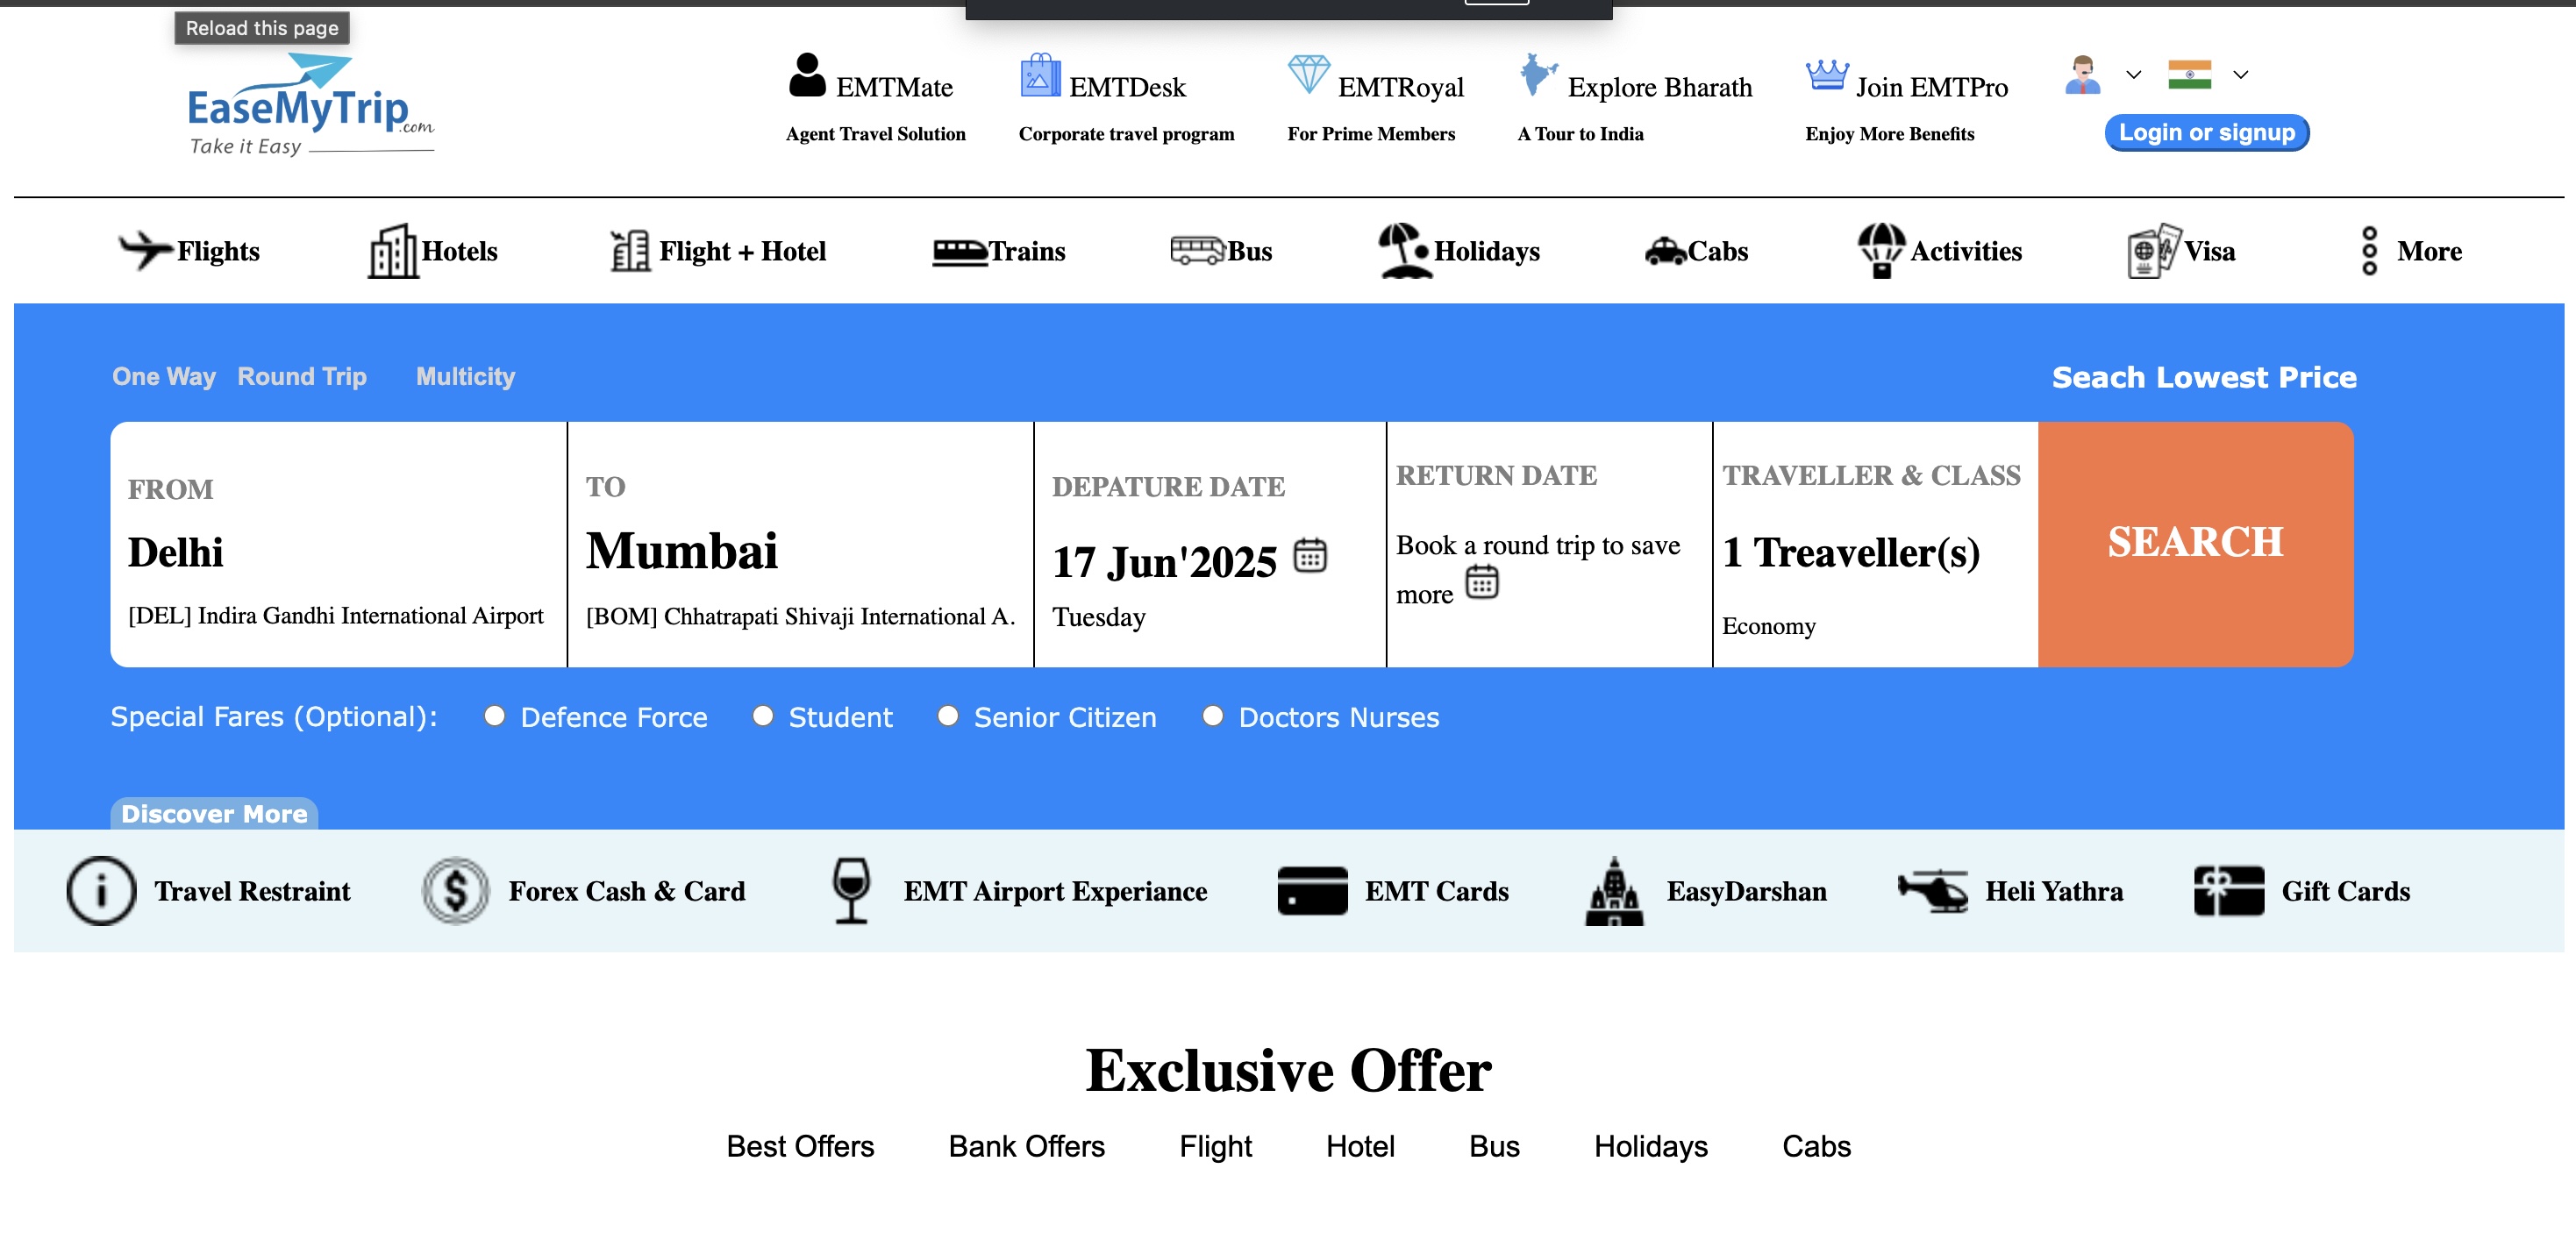 Reload this page
EaseMyTrip.com
Take it Easy
EMTMate
Agent Travel Solution
EMTDesk
Corporate travel program
EMTRoyal
For Prime Members
Explore Bharath
A Tour to India
Join EMTPro
Enjoy More Benefits
Login or signup
Flights
Hotels
Flight + Hotel
Trains
Bus
Holidays
Cabs
Activities
Visa
More
One Way
Round Trip
Multicity
Seach Lowest Price
FROM
Delhi
[DEL] Indira Gandhi International Airport
TO
Mumbai
[BOM] Chhatrapati Shivaji International A.
DEPATURE DATE
17 Jun'2025
Tuesday
RETURN DATE
Book a round trip to save
more
TRAVELLER & CLASS
1 Treaveller(s)
Economy
SEARCH
Special Fares (Optional):
Defence Force
Student
Senior Citizen
Doctors Nurses
Discover More
Travel Restraint
Forex Cash & Card
EMT Airport Experiance
EMT Cards
EasyDarshan
Heli Yathra
Gift Cards
Exclusive Offer
Best Offers
Bank Offers
Flight
Hotel
Bus
Holidays
Cabs